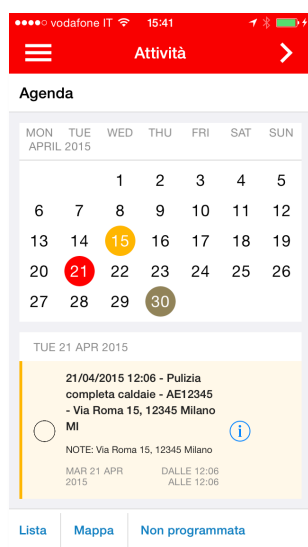 vodafone IT 15:41
Attività
Agenda
MON TUE WED THU FRI SAT SUN
APRIL 2015
1 2 3 4 5
6 7 8 9 10 11 12
13 14 15 16 17 18 19
20 21 22 23 24 25 26
27 28 29 30
TUE 21 APR 2015
21/04/2015 12:06 - Pulizia
completa caldaie - AE12345
- Via Roma 15, 12345 Milano
MI
NOTE: Via Roma 15, 12345 Milano
MAR 21 APR DALLE 12:06
2015 ALLE 12:06
Lista Mappa Non programmata